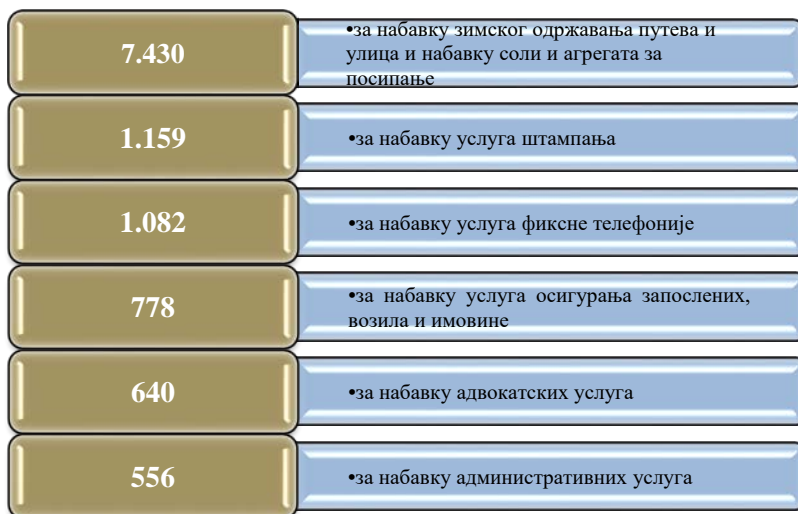 7.430
•за набавку зимског одржавања путева и
улица и набавку соли и агрегата за
посипање
1.159
•за набавку услуга штампања
1.082
•за набавку услуга фиксне телефоније
778
•за набавку услуга осигурања запослених,
возила и имовине
640
•за набавку адвокатских услуга
556
•за набавку административних услуга